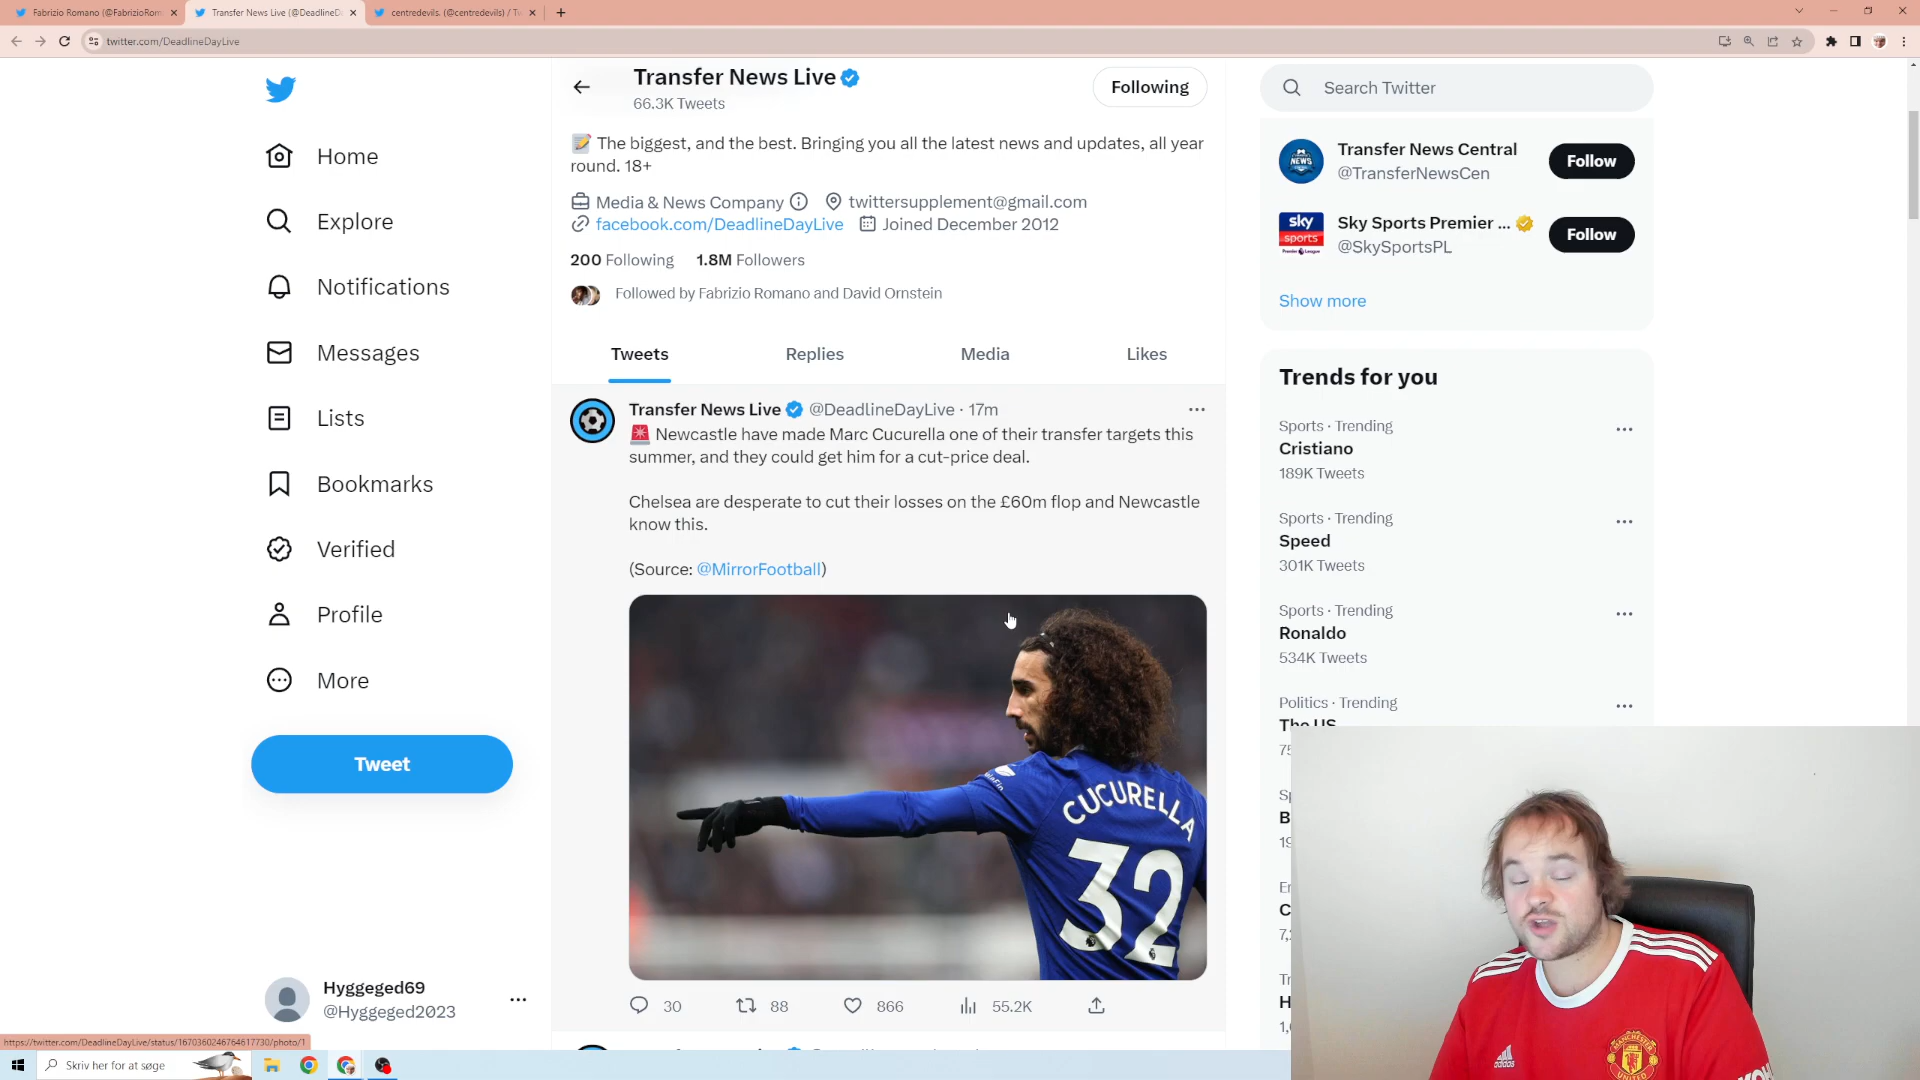 Fabrizio Romano (@FabrizioRom
Transfer News Live (@DeadlineD
centredevils. (@centredevils) / Tw
twitter.com/DeadlineDayLive
Home
Explore
Notifications
Messages
Lists
Bookmarks
Verified
Profile
More
Tweet
Hyggeged69
@Hyggeged2023
Transfer News Live
66.3K Tweets
Following
The biggest, and the best. Bringing you all the latest news and updates, all year
round. 18+
Media & News Company
twittersupplement@gmail.com
facebook.com/DeadlineDayLive
Joined December 2012
200 Following
1.8M Followers
Followed by Fabrizio Romano and David Ornstein
Tweets
Replies
Media
Likes
Transfer News Live @DeadlineDayLive · 17m
Newcastle have made Marc Cucurella one of their transfer targets this
summer, and they could get him for a cut-price deal.
Chelsea are desperate to cut their losses on the £60m flop and Newcastle
know this.
(Source: @MirrorFootball)
CUCURELLA
32
30
88
866
55.2K
Search Twitter
NEWS
Transfer News Central
@TransferNewsCen
Follow
sky
sports
Premier League
Sky Sports Premier ...
@SkySportsPL
Follow
Show more
Trends for you
Sports · Trending
Cristiano
189K Tweets
Sports · Trending
Speed
301K Tweets
Sports · Trending
Ronaldo
534K Tweets
Politics · Trending
The US
adidas
MANCHESTER
UNITED
https://twitter.com/DeadlineDayLive/status/1670360246764617730/photo/1
Skriv her for at søge